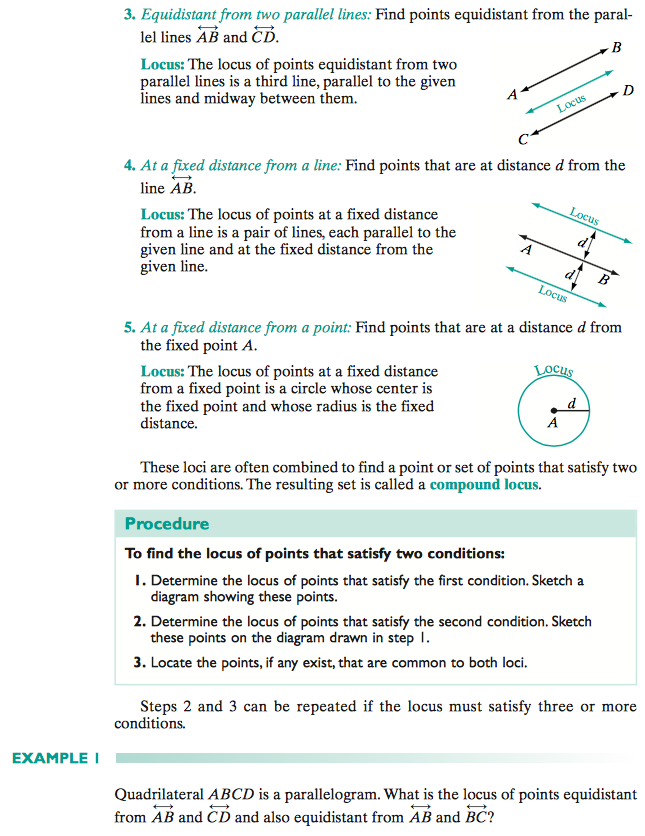 3. Equidistant from two parallel lines: Find points equidistant from the paral-
lel lines AB and CD.
Locus: The locus of points equidistant from two
parallel lines is a third line, parallel to the given
lines and midway between them.
B
A
D
Locus
C
4. At a fixed distance from a line: Find points that are at distance d from the
line AB.
Locus: The locus of points at a fixed distance
from a line is a pair of lines, each parallel to the
given line and at the fixed distance from the
given line.
Locus
d
A
d
B
Locus
5. At a fixed distance from a point: Find points that are at a distance d from
the fixed point A.
Locus: The locus of points at a fixed distance
from a fixed point is a circle whose center is
the fixed point and whose radius is the fixed
distance.
Locus
d
A
These loci are often combined to find a point or set of points that satisfy two
or more conditions. The resulting set is called a compound locus.
Procedure
To find the locus of points that satisfy two conditions:
1. Determine the locus of points that satisfy the first condition. Sketch a
diagram showing these points.
2. Determine the locus of points that satisfy the second condition. Sketch
these points on the diagram drawn in step 1.
3. Locate the points, if any exist, that are common to both loci.
Steps 2 and 3 can be repeated if the locus must satisfy three or more
conditions.
EXAMPLE 1
Quadrilateral ABCD is a parallelogram. What is the locus of points equidistant
from AB and CD and also equidistant from AB and BC?